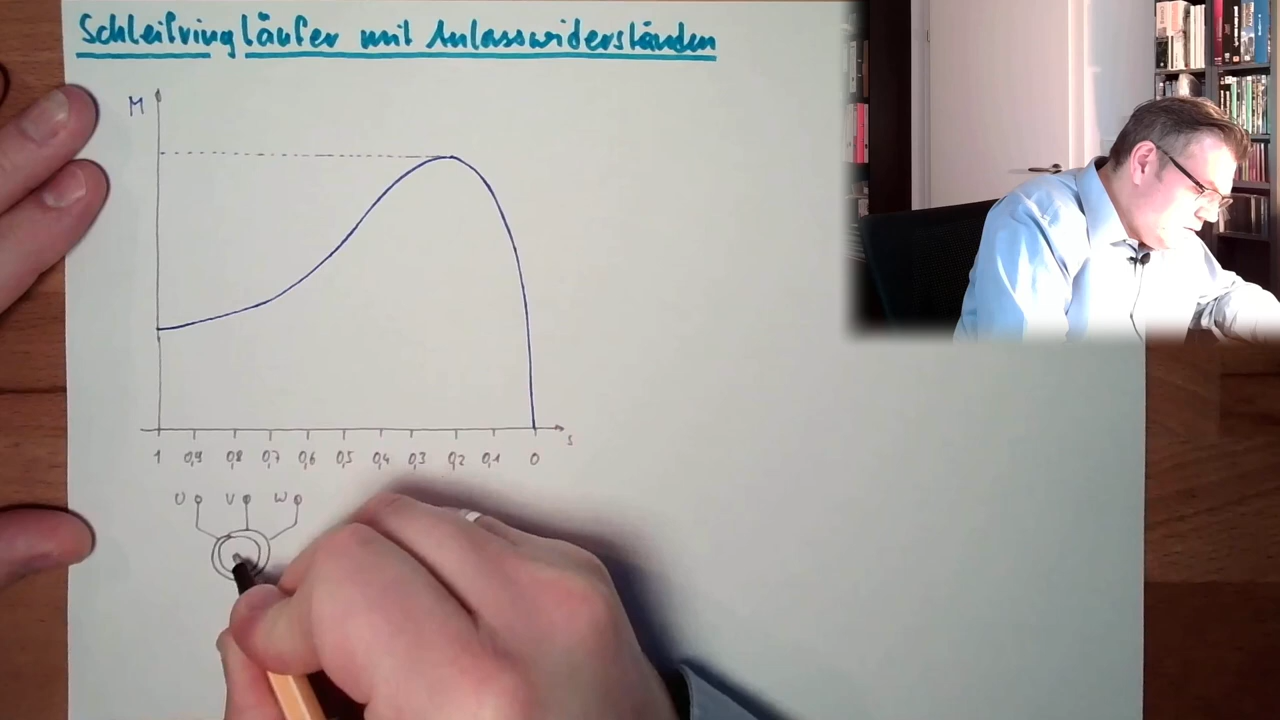 Schleifringläufer mit Anlasswiderständen
M
s
1 0,9 0,8 0,7 0,6 0,5 0,4 0,3 0,2 0,1 0
U V W